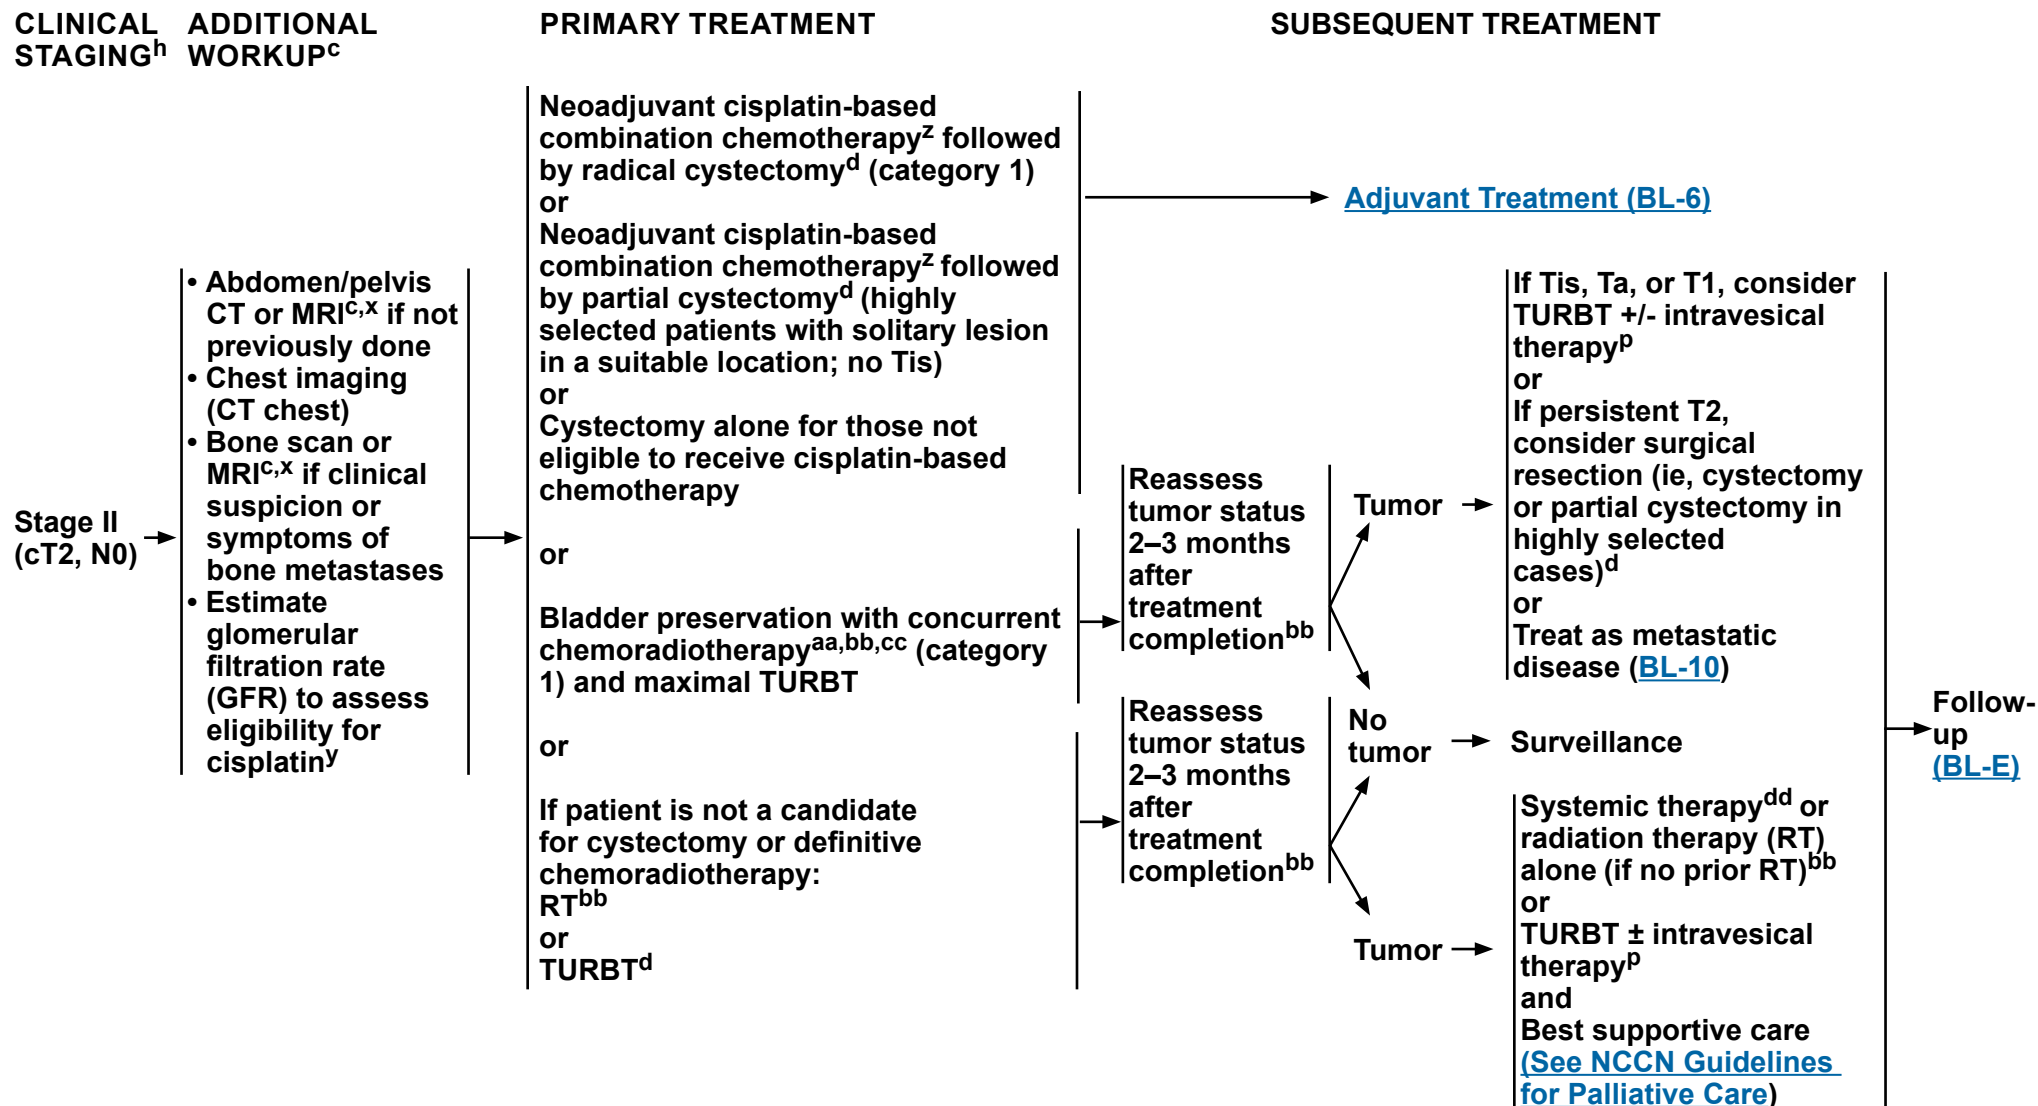 CLINICAL
STAGINGh
ADDITIONAL
WORKUPc
PRIMARY TREATMENT
SUBSEQUENT TREATMENT
Stage II
(cT2, N0)
• Abdomen/pelvis
CT or MRIc,x if not
previously done
• Chest imaging
(CT chest)
• Bone scan or
MRIc,x if clinical
suspicion or
symptoms of
bone metastases
• Estimate
glomerular
filtration rate
(GFR) to assess
eligibility for
cisplatiny
Neoadjuvant cisplatin-based
combination chemotherapyz followed
by radical cystectomyd (category 1)
or
Neoadjuvant cisplatin-based
combination chemotherapyz followed
by partial cystectomyd (highly
selected patients with solitary lesion
in a suitable location; no Tis)
or
Cystectomy alone for those not
eligible to receive cisplatin-based
chemotherapy
or
Bladder preservation with concurrent
chemoradiotherapyaa,bb,cc (category
1) and maximal TURBT
or
If patient is not a candidate
for cystectomy or definitive
chemoradiotherapy:
RTbb
or
TURBTd
Adjuvant Treatment (BL-6)
Reassess
tumor status
2–3 months
after
treatment
completionbb
Reassess
tumor status
2–3 months
after
treatment
completionbb
Tumor
No
tumor
Tumor
If Tis, Ta, or T1, consider
TURBT +/- intravesical
therapyp
or
If persistent T2,
consider surgical
resection (ie, cystectomy
or partial cystectomy in
highly selected
cases)d
or
Treat as metastatic
disease (BL-10)
Surveillance
Systemic therapydd or
radiation therapy (RT)
alone (if no prior RT)bb
or
TURBT ± intravesical
therapyp
and
Best supportive care
(See NCCN Guidelines
for Palliative Care)
Follow-
up
(BL-E)